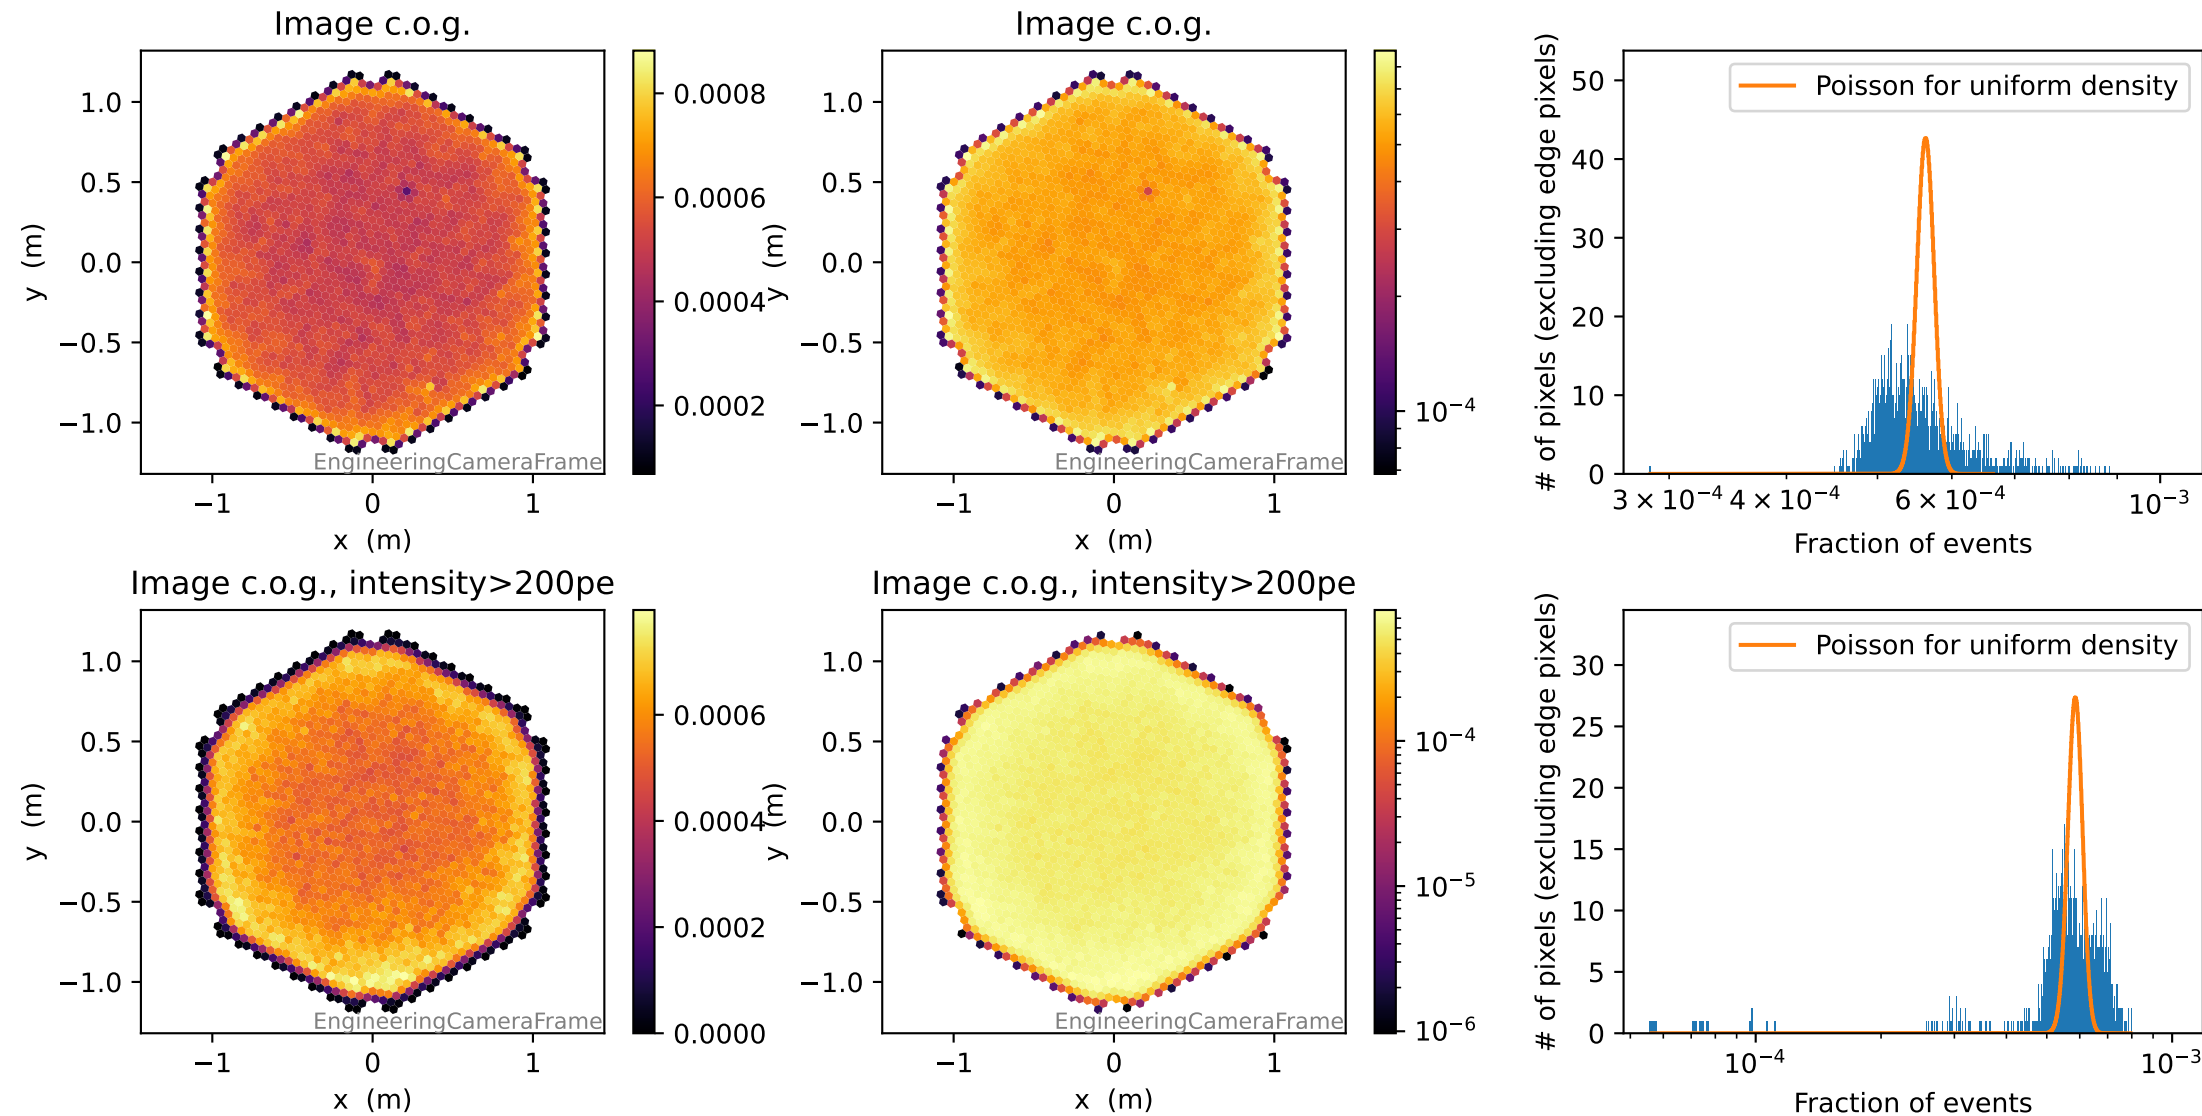 Image c.o.g.
1.0
0.5
0.0
−0.5
−1.0
y (m)
−1
0
1
x (m)
EngineeringCameraFrame
0.0008
0.0006
0.0004
0.0002
Image c.o.g.
1.0
0.5
0.0
−0.5
−1.0
y (m)
−1
0
1
x (m)
EngineeringCameraFrame
10⁻⁴
# of pixels (excluding edge pixels)
50
40
30
20
10
0
Poisson for uniform density
3 × 10⁻⁴
4 × 10⁻⁴
6 × 10⁻⁴
10⁻³
Fraction of events
Image c.o.g., intensity>200pe
1.0
0.5
0.0
−0.5
−1.0
y (m)
−1
0
1
x (m)
EngineeringCameraFrame
0.0006
0.0004
0.0002
0.0000
Image c.o.g., intensity>200pe
1.0
0.5
0.0
−0.5
−1.0
y (m)
−1
0
1
x (m)
EngineeringCameraFrame
10⁻⁴
10⁻⁵
10⁻⁶
# of pixels (excluding edge pixels)
30
25
20
15
10
5
0
Poisson for uniform density
10⁻⁴
10⁻³
Fraction of events